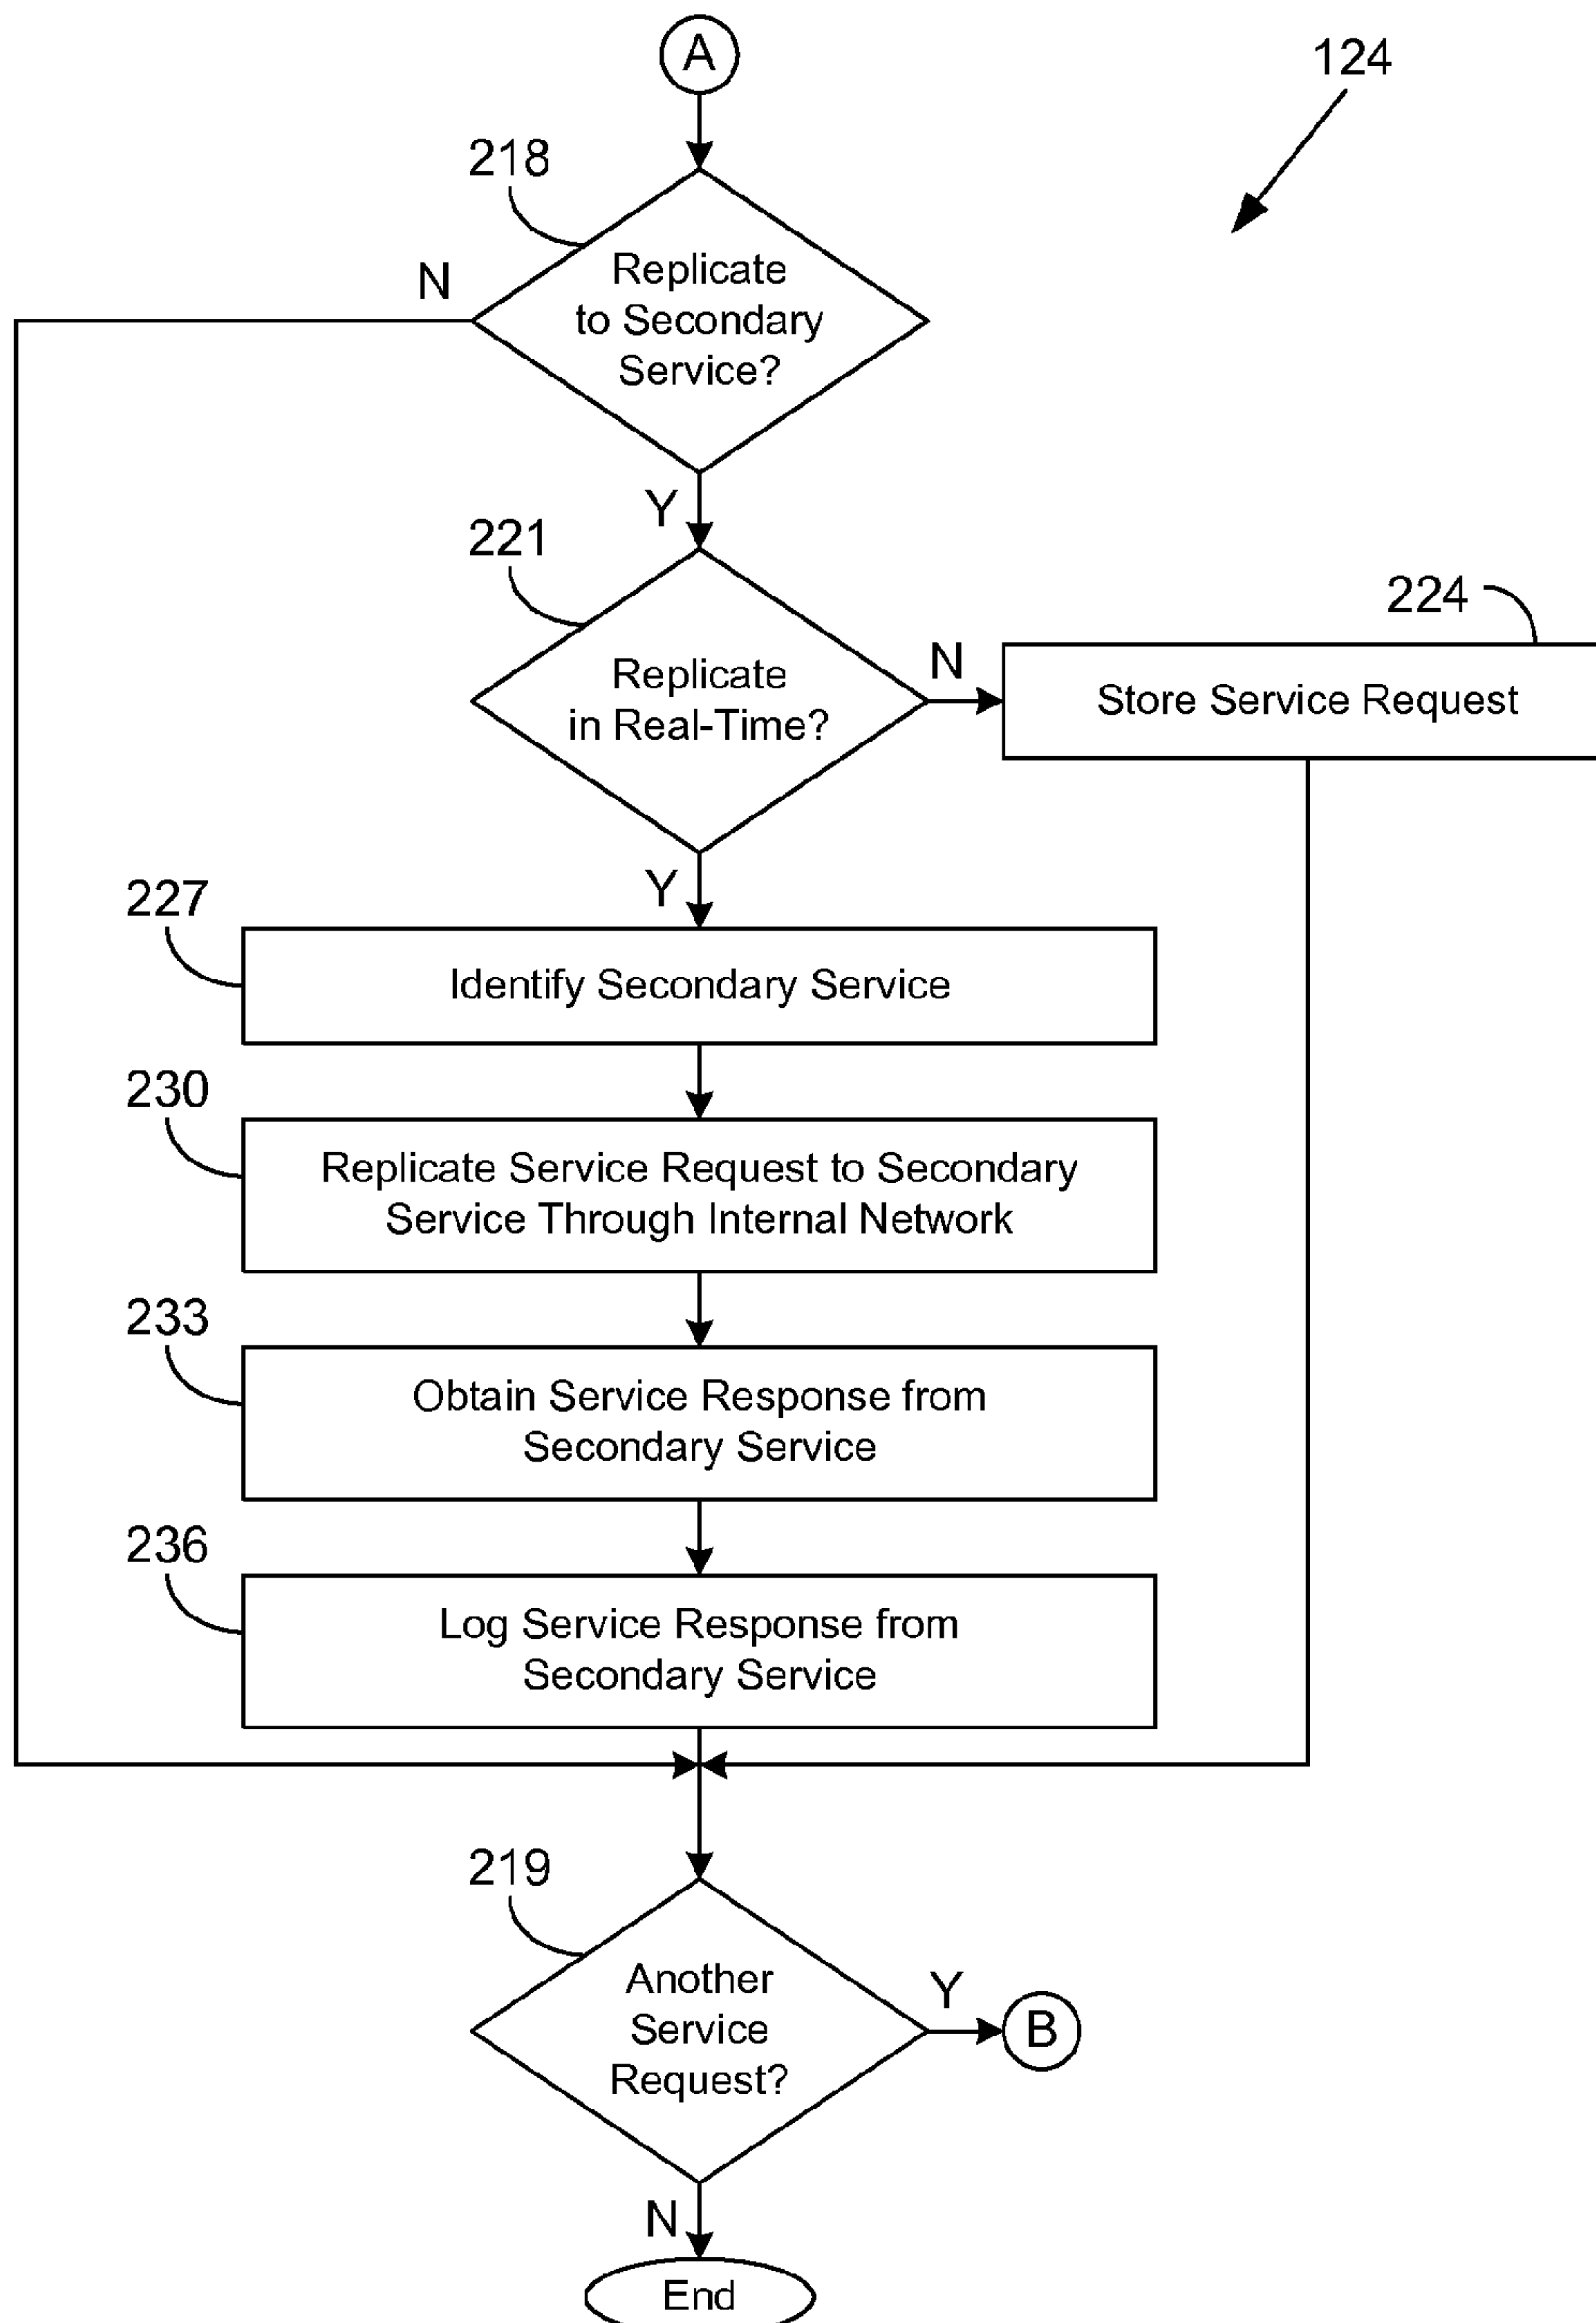 A
124
218
N
Replicate
to Secondary
Service?
Y
221
224
Replicate
in Real-Time?
N
Store Service Request
Y
227
Identify Secondary Service
230
Replicate Service Request to Secondary
Service Through Internal Network
233
Obtain Service Response from
Secondary Service
236
Log Service Response from
Secondary Service
219
Another
Service
Request?
Y
B
N
End